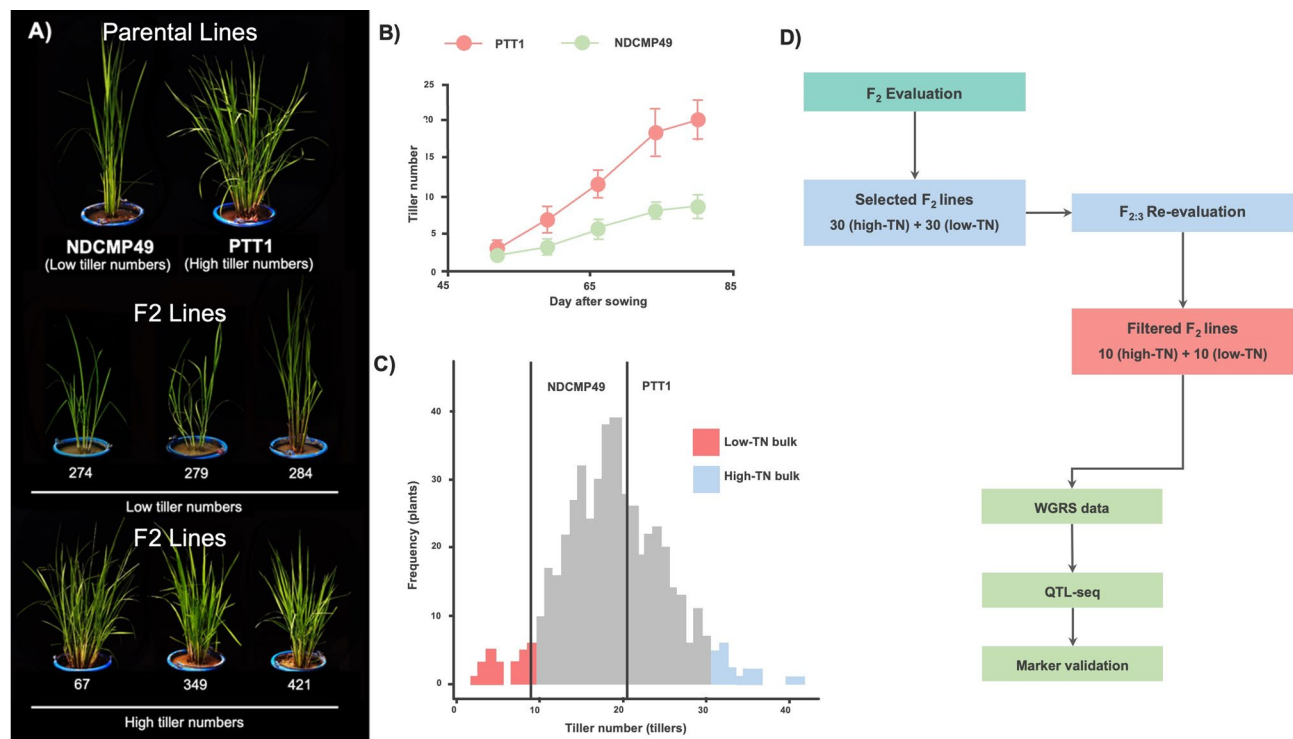 A)
Parental Lines
NDCMP49
(Low tiller numbers)
PTT1
(High tiller numbers)
F2 Lines
274
279
284
Low tiller numbers
F2 Lines
67
349
421
High tiller numbers
B)
PTT1
NDCMP49
Tiller number
25
20
15
10
5
0
45
65
85
Day after sowing
C)
NDCMP49
PTT1
Low-TN bulk
High-TN bulk
Frequency (plants)
40
30
20
10
0
0
10
20
30
40
Tiller number (tillers)
D)
F2 Evaluation
Selected F2 lines
30 (high-TN) + 30 (low-TN)
F2:3 Re-evaluation
Filtered F2 lines
10 (high-TN) + 10 (low-TN)
WGRS data
QTL-seq
Marker validation